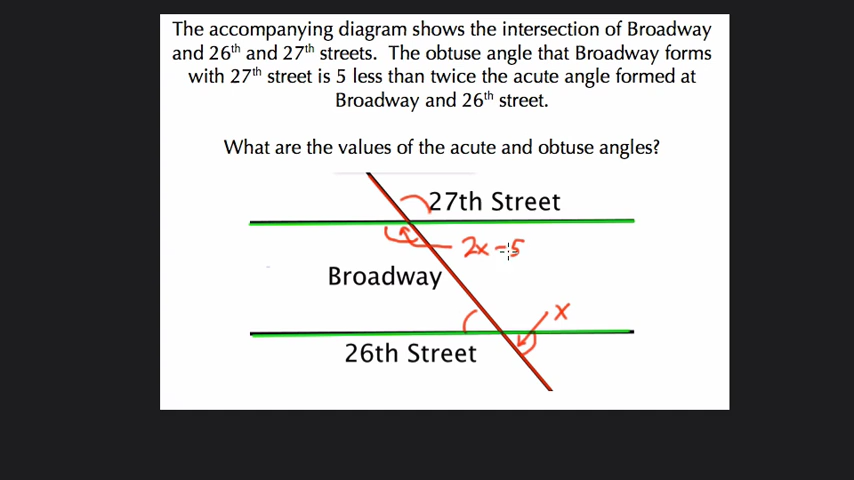 The accompanying diagram shows the intersection of Broadway
and 26th and 27th streets. The obtuse angle that Broadway forms
with 27th street is 5 less than twice the acute angle formed at
Broadway and 26th street.
What are the values of the acute and obtuse angles?
27th Street
2x - 5
Broadway
x
26th Street